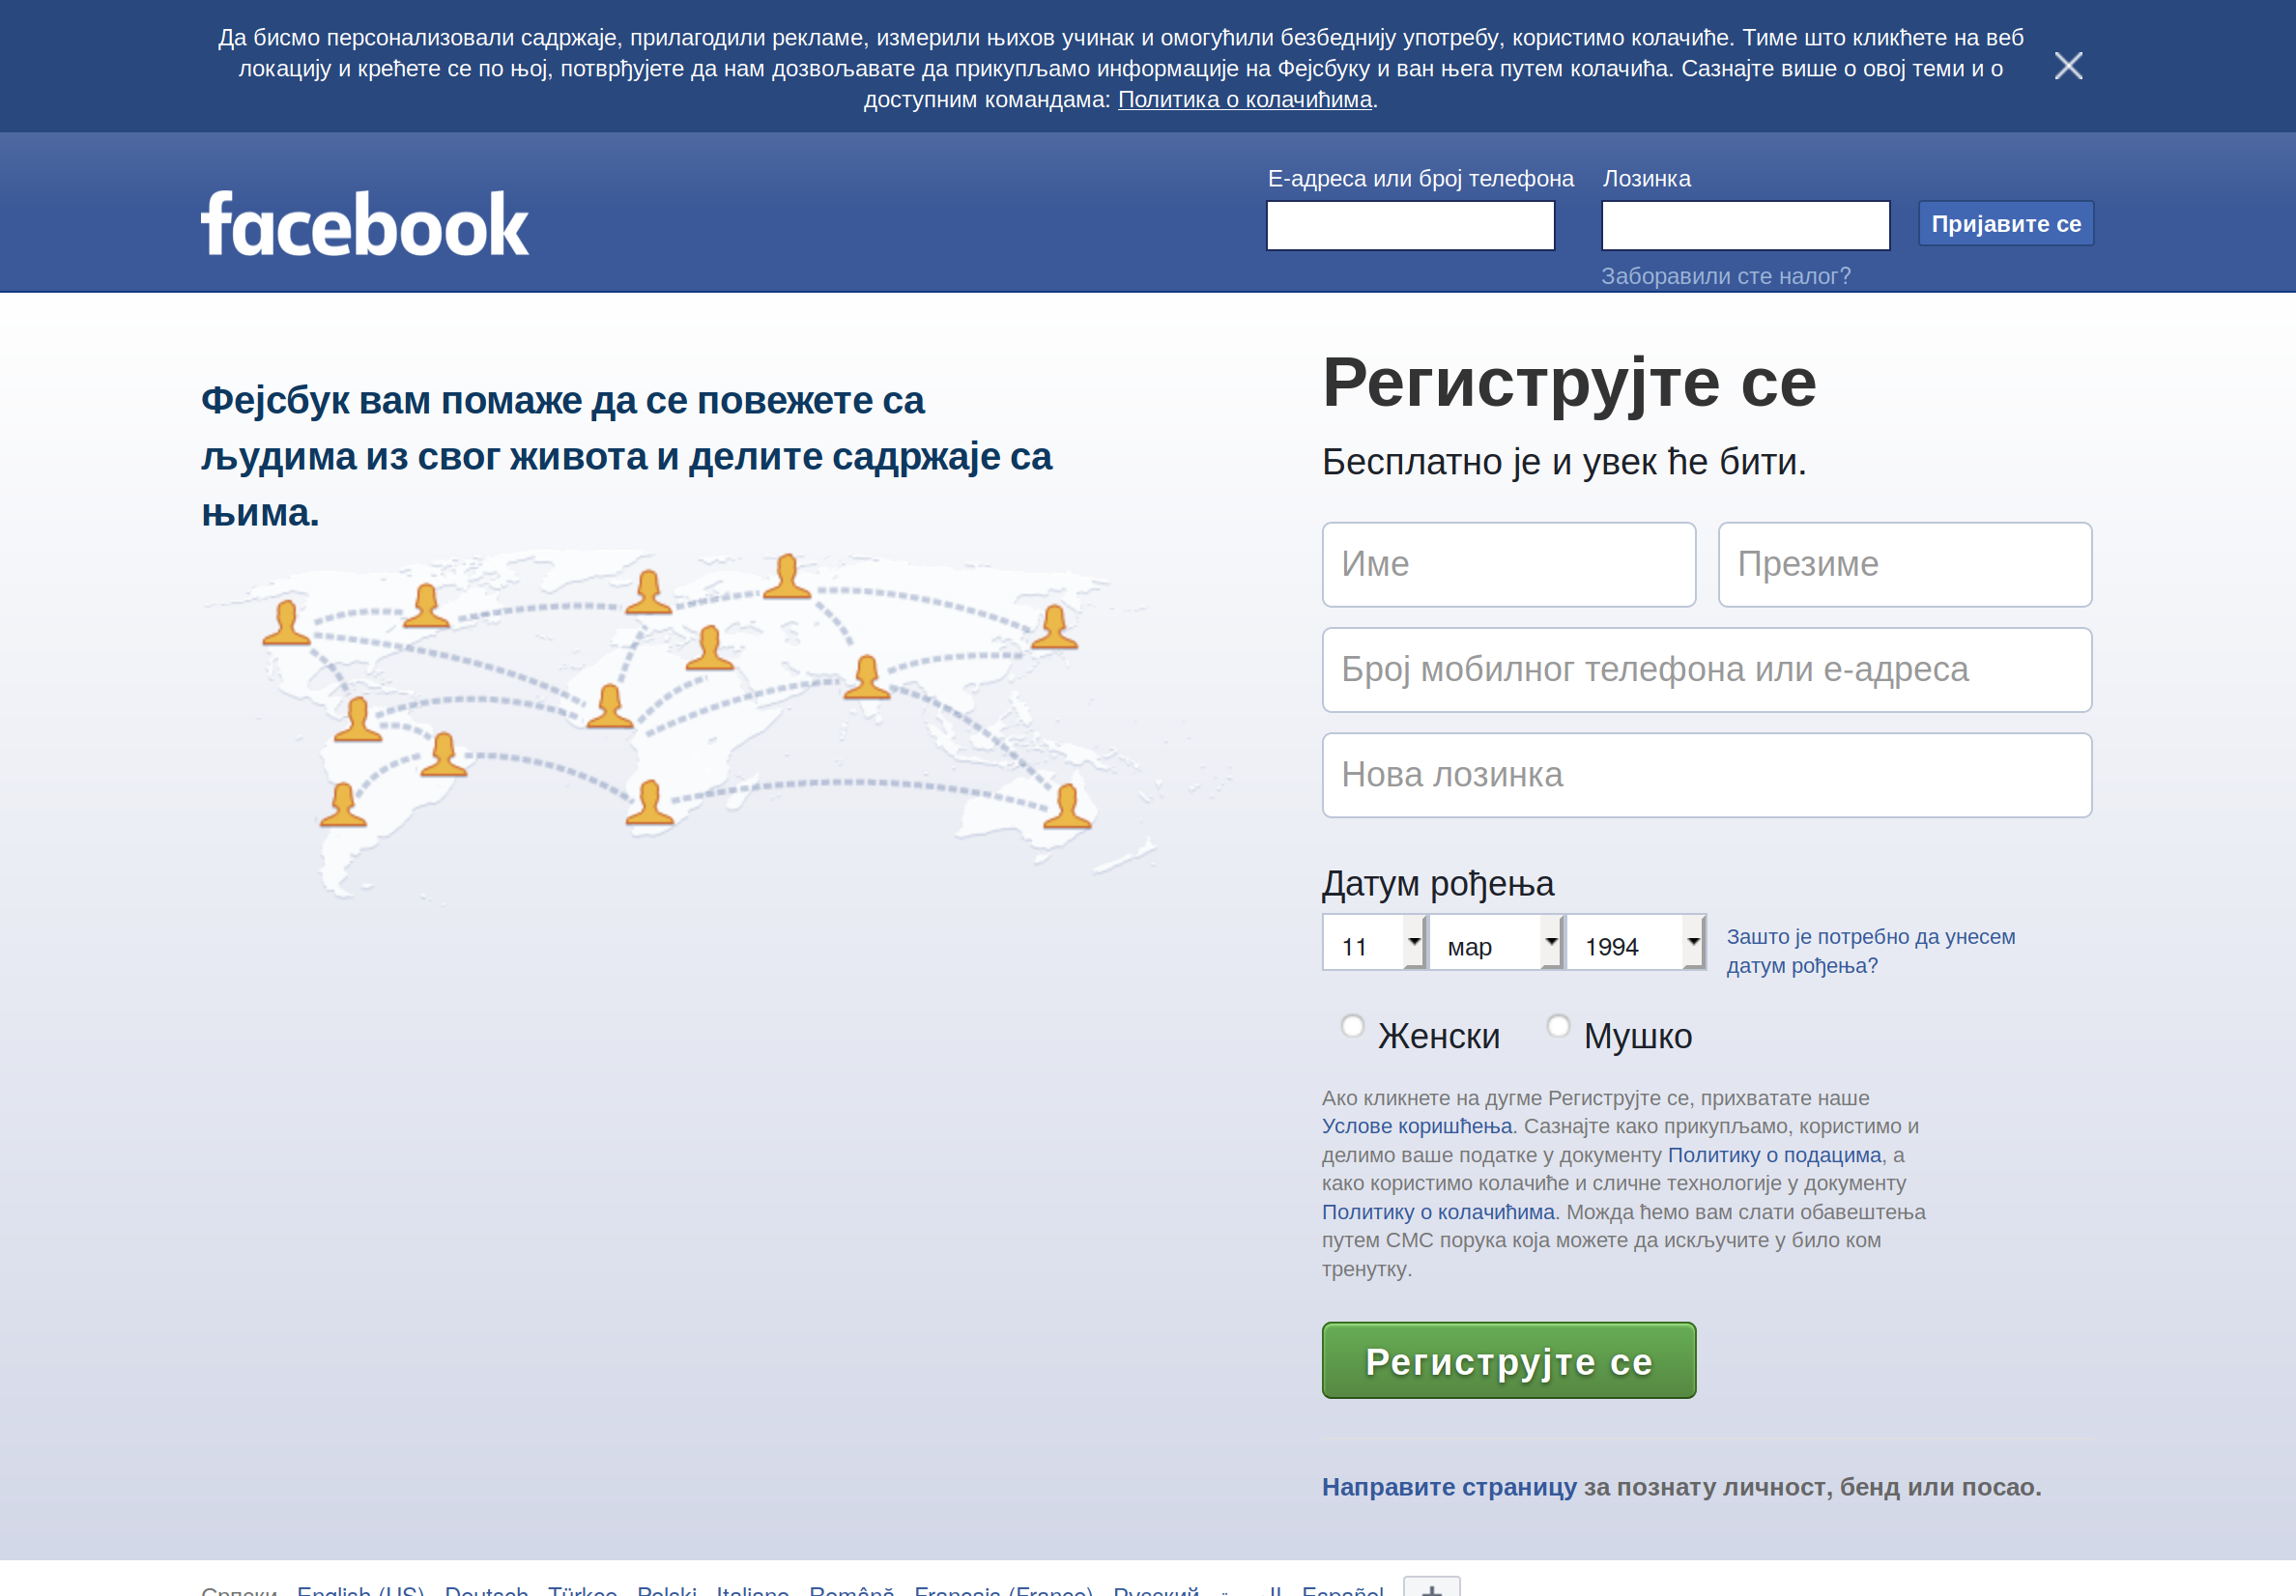 Да бисмо персонализовали садржаје, прилагодили рекламе, измерили њихов учинак и омогућили безбеднију употребу, користимо колачиће. Тиме што кликћете на веб
локацију и крећете се по њој, потврђујете да нам дозвољавате да прикупљамо информације на Фејсбуку и ван њега путем колачића. Сазнајте више о овој теми и о
доступним командама: Политика о колачићима.
facebook
Е-адреса или број телефона
Лозинка
Пријавите се
Заборавили сте налог?
Фејсбук вам помаже да се повежете са
људима из свог живота и делите садржаје са
њима.
Региструјте се
Бесплатно је и увек ће бити.
Име
Презиме
Број мобилног телефона или е-адреса
Нова лозинка
Датум рођења
11 мар 1994
Зашто је потребно да унесем
датум рођења?
Женски Мушко
Ако кликнете на дугме Региструјте се, прихватате наше
Услове коришћења. Сазнајте како прикупљамо, користимо и
делимо ваше податке у документу Политику о подацима, а
како користимо колачиће и сличне технологије у документу
Политику о колачићима. Можда ћемо вам слати обавештења
путем СМС порука која можете да искључите у било ком
тренутку.
Региструјте се
Направите страницу за познату личност, бенд или посао.
Српски English (US) Deutsch Türkçe Polski Italiano Română Français (France) Русский Español